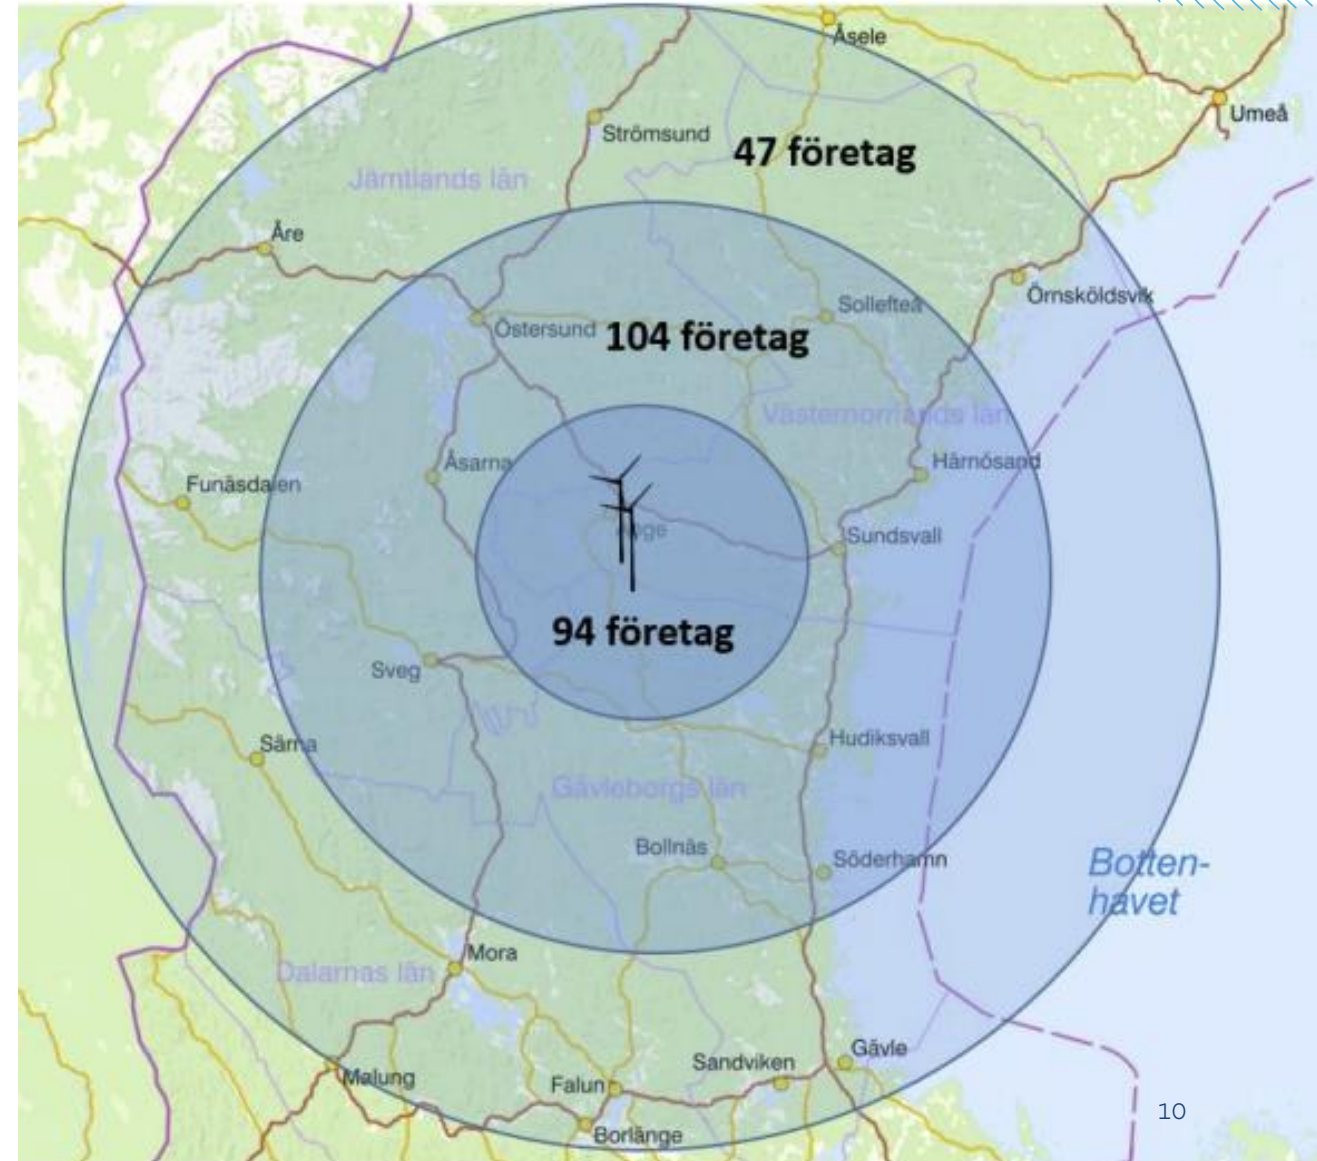 Åsele
Umeå
Strömsund
47 företag
Jämtlands län
Åre
Örnsköldsvik
Sollefteå
Östersund
104 företag
Västernorrlands län
Åsarna
Härnösand
Funäsdalen
Sundsvall
94 företag
Sveg
Hudiksvall
Särna
Gävleborgs län
Bollnäs
Söderhamn
Botten-
havet
Mora
Dalarnas län
Gävle
Sandviken
Malung
Falun
Borlänge
10